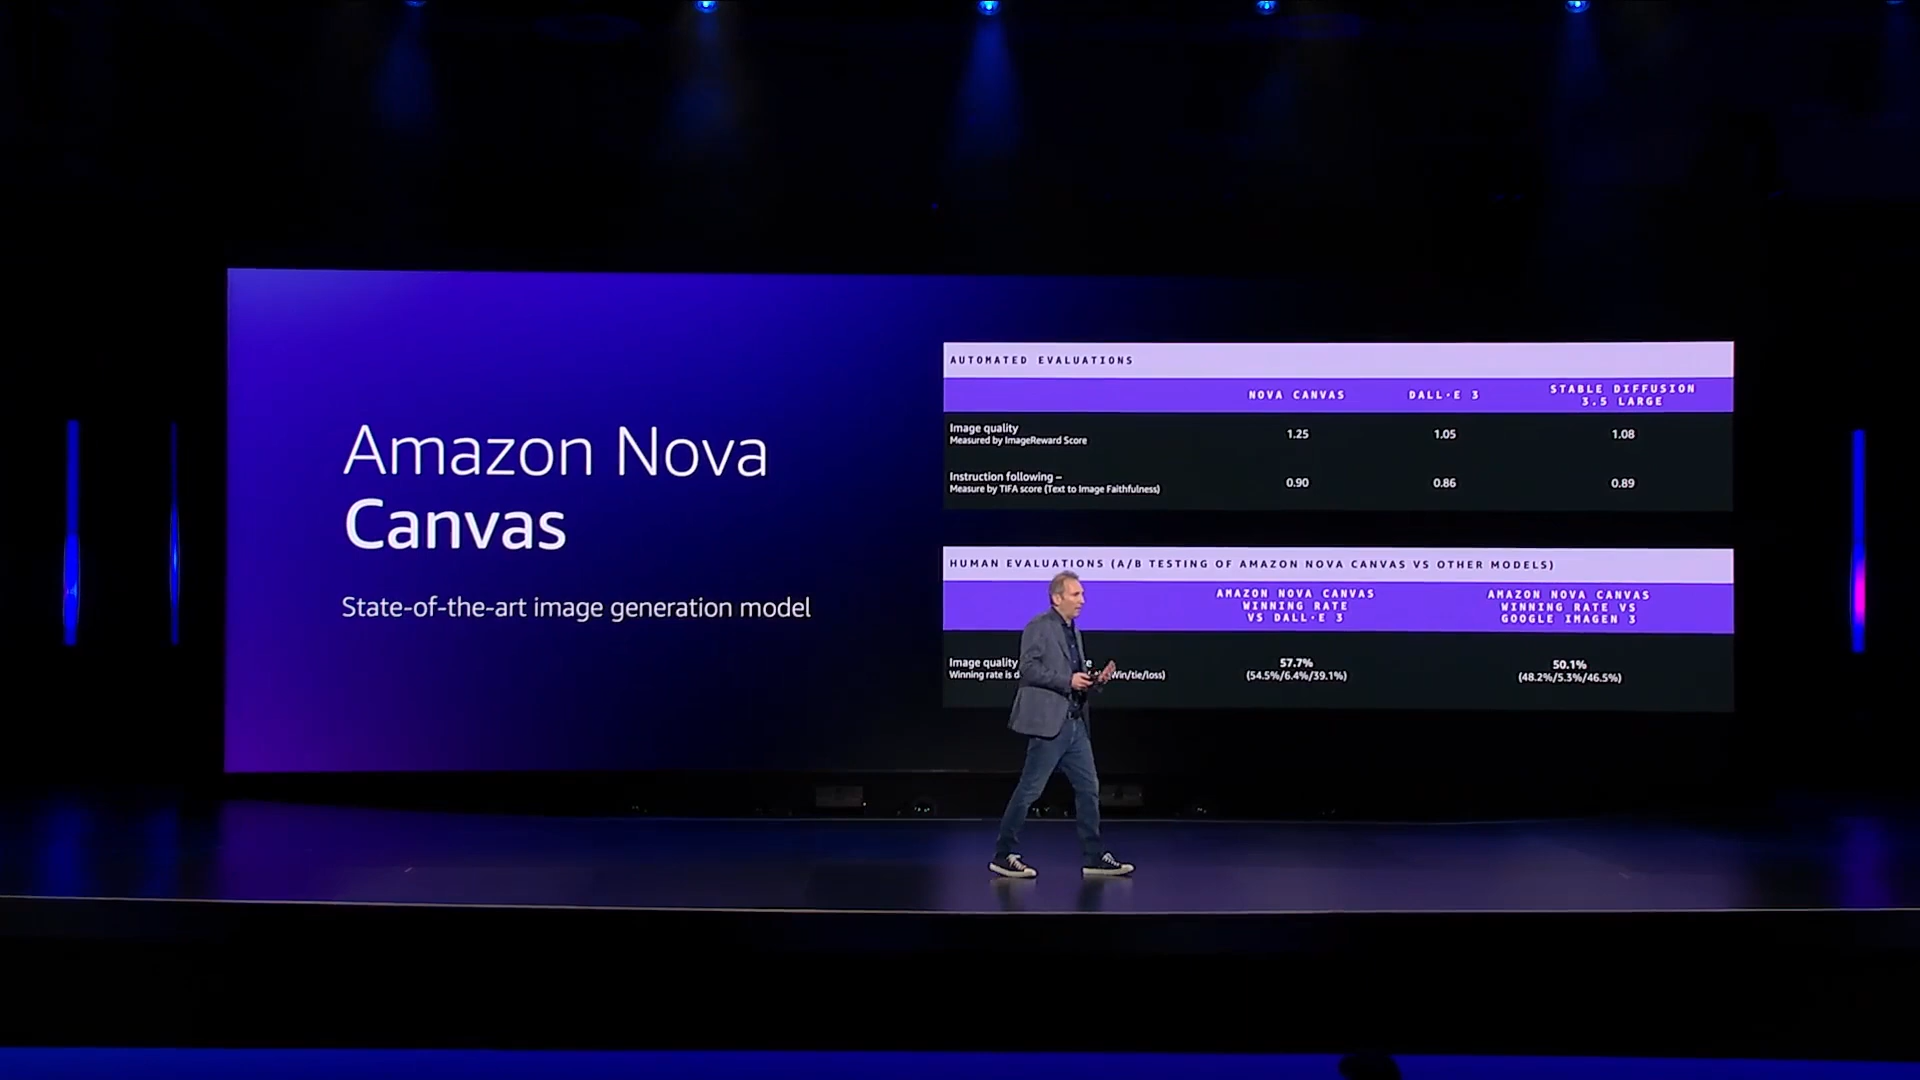 Amazon Nova
Canvas
State-of-the-art image generation model
AUTOMATED EVALUATIONS
NOVA CANVAS DALL·E 3 STABLE DIFFUSION
3.5 LARGE
Image quality
Measured by ImageReward Score
1.25 1.05 1.08
Instruction following –
Measure by TIFA score (Text to Image Faithfulness)
0.90 0.86 0.89
HUMAN EVALUATIONS (A/B TESTING OF AMAZON NOVA CANVAS VS OTHER MODELS)
AMAZON NOVA CANVAS
WINNING RATE
VS DALL·E 3
AMAZON NOVA CANVAS
WINNING RATE VS
GOOGLE IMAGEN 3
Image quality
Winning rate is Win/tie/loss)
57.7%
(54.5%/6.4%/39.1%)
50.1%
(48.2%/5.3%/46.5%)